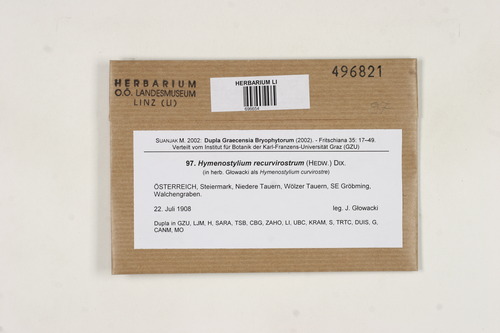 HERBARIUM
O.Ö. LANDESMUSEUM
LINZ (U)
HERBARIUM LI
496821
SUANJAK M. 2002: Dupla Graecensia Bryophytorum (2002). - Fritschiana 35: 17–49.
Verteilt vom Institut für Botanik der Karl-Franzens-Universität Graz (GZU)
97. Hymenostylium recurvirostrum (HEDW.) DIX.
(in herb. Głowacki als Hymenostylium curvirostre)
ÖSTERREICH, Steiermark, Niedere Tauern, Wölzer Tauern, SE Gröbming,
Walchengraben.
22. Juli 1908 leg. J. Głowacki
Dupla in GZU, LJM, H, SARA, TSB, CBG, ZAHO, LI, UBC, KRAM, S, TRTC, DUIS, G,
CANM, MO